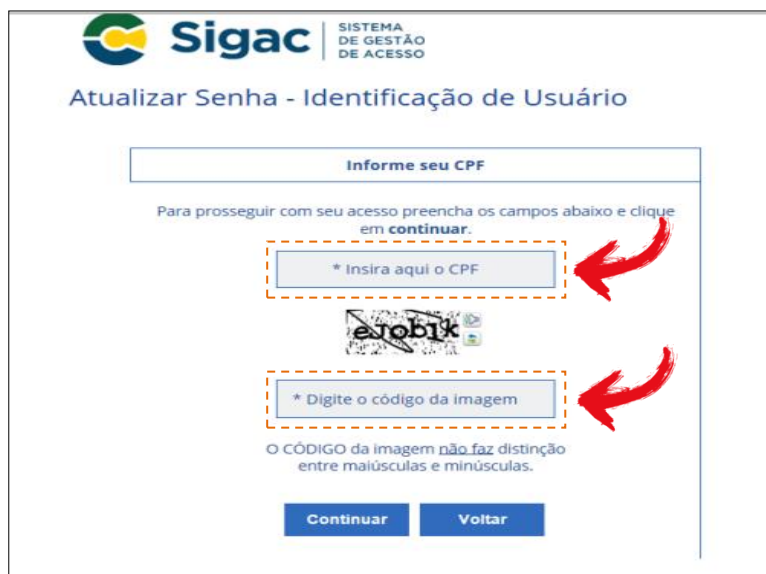 Sigac
SISTEMA
DE GESTÃO
DE ACESSO
Atualizar Senha - Identificação de Usuário
Informe seu CPF
Para prosseguir com seu acesso preencha os campos abaixo e clique
em continuar.
* Insira aqui o CPF
* Digite o código da imagem
O CÓDIGO da imagem não faz distinção
entre maiúsculas e minúsculas.
Continuar
Voltar